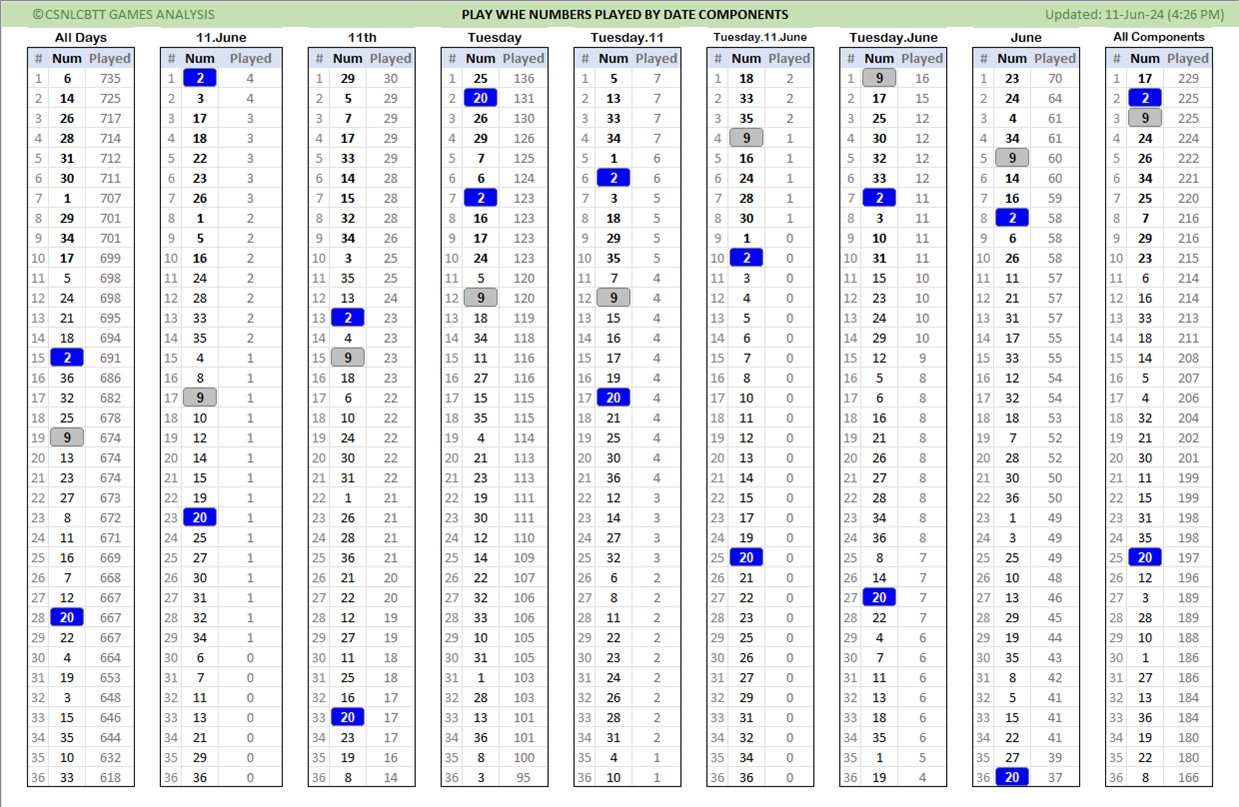 ©CSNLCBTT GAMES ANALYSIS PLAY WHE NUMBERS PLAYED BY DATE COMPONENTS Updated: 11-Jun-24 (4:26 PM)
All Days 11.June 11th Tuesday Tuesday.11 Tuesday.11.June Tuesday.June June All Components
# Num Played # Num Played # Num Played # Num Played # Num Played # Num Played # Num Played # Num Played # Num Played
1 6 735 1 2 4 1 29 30 1 25 136 1 5 7 1 18 2 1 9 16 1 23 70 1 17 229
2 14 725 2 3 4 2 5 29 2 20 131 2 13 7 2 33 2 2 17 15 2 24 64 2 2 225
3 26 717 3 17 3 3 7 29 3 26 130 3 33 7 3 35 2 3 25 12 3 4 61 3 9 225
4 28 714 4 18 3 4 17 29 4 29 126 4 34 7 4 9 1 4 30 12 4 34 61 4 24 224
5 31 712 5 22 3 5 33 29 5 7 125 5 1 6 5 16 1 5 32 12 5 9 60 5 26 222
6 30 711 6 23 3 6 14 28 6 6 124 6 2 6 6 24 1 6 33 12 6 14 60 6 34 221
7 1 707 7 26 3 7 15 28 7 2 123 7 3 5 7 28 1 7 2 11 7 16 59 7 25 220
8 29 701 8 1 2 8 32 28 8 16 123 8 18 5 8 30 1 8 3 11 8 2 58 8 7 216
9 34 701 9 5 2 9 34 26 9 17 123 9 29 5 9 1 0 9 10 11 9 6 58 9 29 216
10 17 699 10 16 2 10 3 25 10 24 123 10 35 5 10 2 0 10 31 11 10 26 58 10 23 215
11 5 698 11 24 2 11 35 25 11 5 120 11 7 4 11 3 0 11 15 10 11 11 57 11 6 214
12 24 698 12 28 2 12 13 24 12 9 120 12 9 4 12 4 0 12 23 10 12 21 57 12 16 214
13 21 695 13 33 2 13 2 23 13 18 119 13 15 4 13 5 0 13 24 10 13 31 57 13 33 213
14 18 694 14 35 2 14 4 23 14 34 118 14 16 4 14 6 0 14 29 10 14 17 55 14 18 211
15 2 691 15 4 1 15 9 23 15 11 116 15 17 4 15 7 0 15 12 9 15 33 55 15 14 208
16 36 686 16 8 1 16 18 23 16 27 116 16 19 4 16 8 0 16 5 8 16 12 54 16 5 207
17 32 682 17 9 1 17 6 22 17 15 115 17 20 4 17 10 0 17 6 8 17 32 54 17 4 206
18 25 678 18 10 1 18 10 22 18 35 115 18 21 4 18 11 0 18 16 8 18 18 53 18 32 204
19 9 674 19 12 1 19 24 22 19 4 114 19 25 4 19 12 0 19 21 8 19 7 52 19 21 202
20 13 674 20 14 1 20 30 22 20 21 113 20 30 4 20 13 0 20 26 8 20 28 52 20 30 201
21 23 674 21 15 1 21 31 22 21 23 113 21 36 4 21 14 0 21 27 8 21 30 50 21 11 199
22 27 673 22 19 1 22 1 21 22 19 111 22 12 3 22 15 0 22 28 8 22 36 50 22 15 199
23 8 672 23 20 1 23 26 21 23 30 111 23 14 3 23 17 0 23 34 8 23 1 49 23 31 198
24 11 671 24 25 1 24 28 21 24 12 110 24 27 3 24 19 0 24 36 8 24 3 49 24 35 198
25 16 669 25 27 1 25 36 21 25 14 109 25 32 3 25 20 0 25 8 7 25 25 49 25 20 197
26 7 668 26 30 1 26 21 20 26 22 107 26 6 2 26 21 0 26 14 7 26 10 48 26 12 196
27 12 667 27 31 1 27 22 20 27 32 106 27 8 2 27 22 0 27 20 7 27 13 46 27 3 189
28 20 667 28 32 1 28 12 19 28 33 106 28 11 2 28 23 0 28 22 7 28 29 45 28 28 189
29 22 667 29 34 1 29 27 19 29 10 105 29 22 2 29 25 0 29 4 6 29 19 44 29 10 188
30 4 664 30 6 0 30 11 18 30 31 105 30 23 2 30 26 0 30 7 6 30 35 43 30 1 186
31 19 653 31 7 0 31 25 18 31 1 103 31 24 2 31 27 0 31 11 6 31 8 42 31 27 186
32 3 648 32 11 0 32 16 17 32 28 103 32 26 2 32 29 0 32 13 6 32 5 41 32 13 184
33 15 646 33 13 0 33 20 17 33 13 101 33 28 2 33 31 0 33 18 6 33 15 41 33 36 184
34 35 644 34 21 0 34 23 17 34 36 101 34 31 2 34 32 0 34 35 6 34 22 41 34 19 180
35 10 632 35 29 0 35 19 16 35 8 100 35 4 1 35 34 0 35 1 5 35 27 39 35 22 180
36 33 618 36 36 0 36 8 14 36 3 95 36 10 1 36 36 0 36 19 4 36 20 37 36 8 166